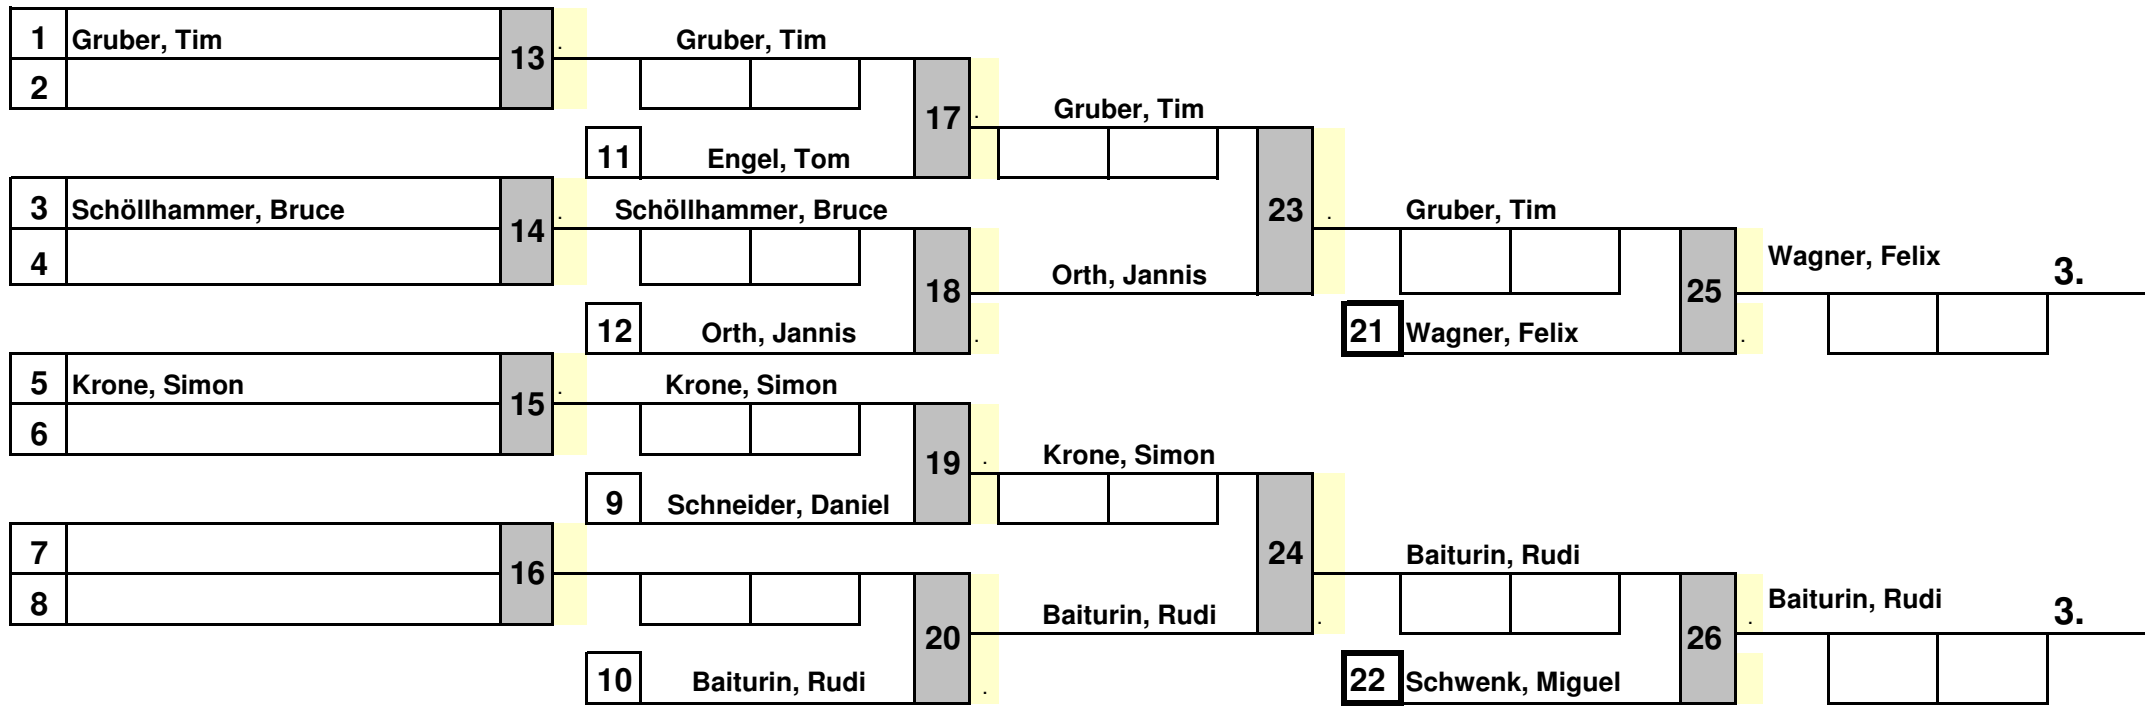 1 Gruber, Tim 13 . Gruber, Tim
2
17 . Gruber, Tim
11 Engel, Tom
3 Schöllhammer, Bruce 14 . Schöllhammer, Bruce 23 . Gruber, Tim
4
Wagner, Felix 3.
18 Orth, Jannis 25
12 Orth, Jannis . 21 Wagner, Felix .
5 Krone, Simon 15 . Krone, Simon
6
19 . Krone, Simon
9 Schneider, Daniel
7 16 24 Baiturin, Rudi
8 Baiturin, Rudi . 26 . Baiturin, Rudi 3.
20
10 Baiturin, Rudi . 22 Schwenk, Miguel